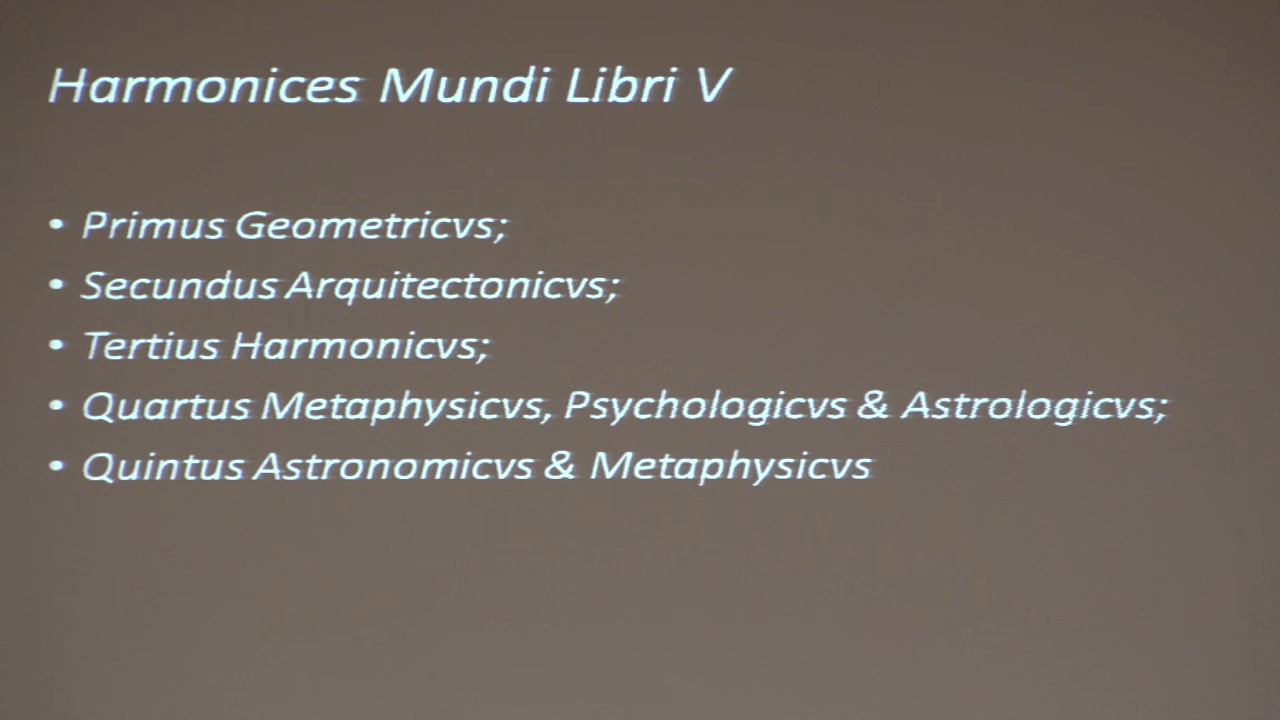 Harmonices Mundi Libri V
• Primus Geometricvs;
• Secundus Arquitectonicvs;
• Tertius Harmonicvs;
• Quartus Metaphysicvs, Psychologicvs & Astrologicvs;
• Quintus Astronomicvs & Metaphysicvs